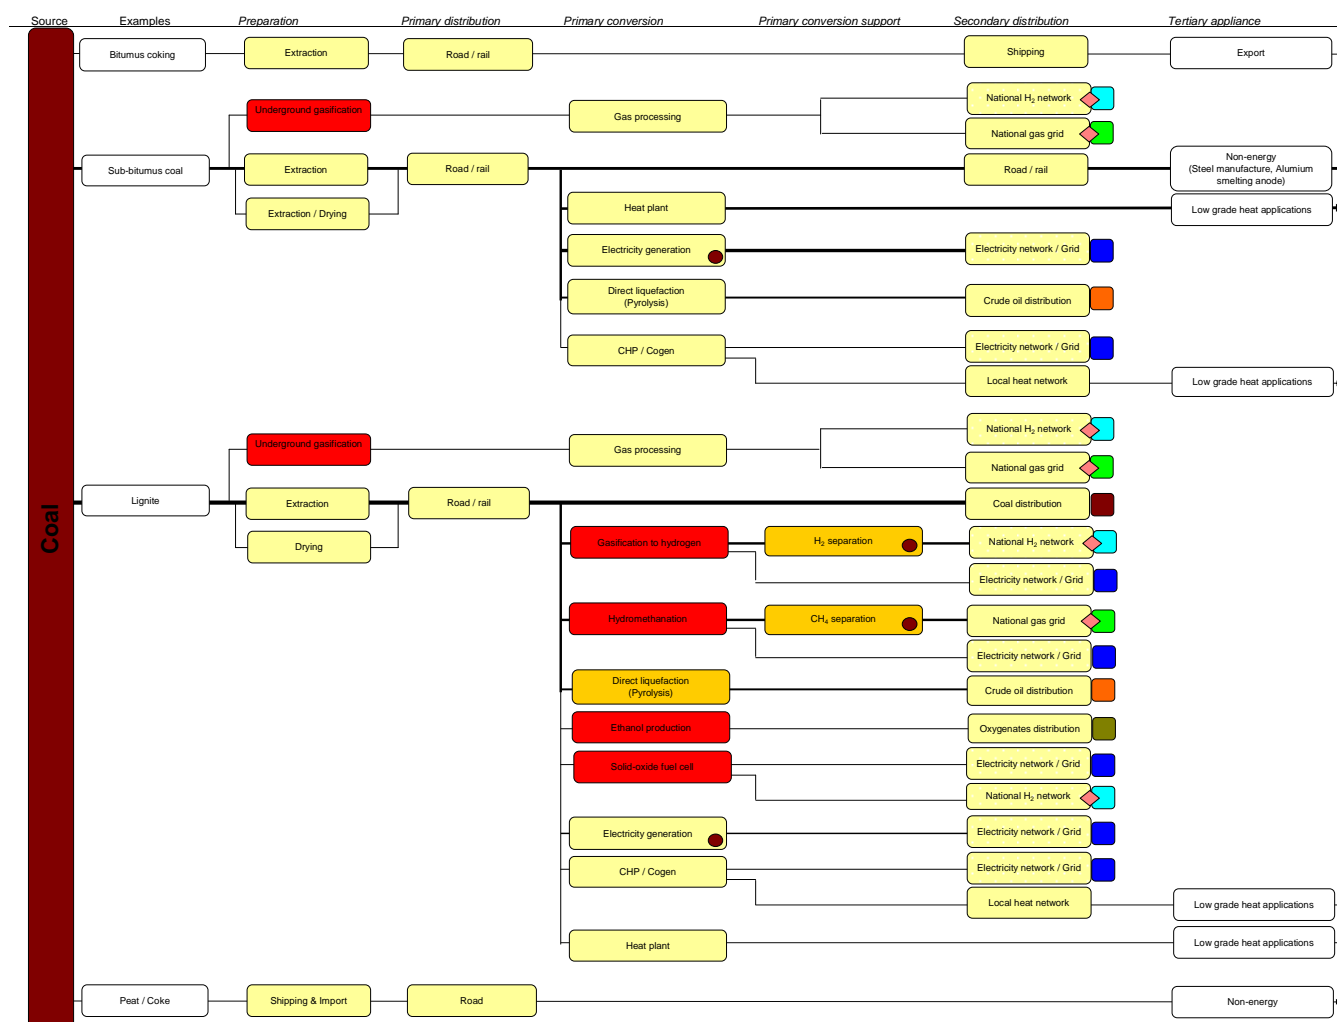 Source Examples Preparation Primary distribution Primary conversion Primary conversion support Secondary distribution Tertiary appliance
Coal
Bitumus coking Extraction Road / rail Shipping Export
Underground gasification Gas processing National H₂ network
National gas grid
Sub-bitumus coal Extraction Road / rail Road / rail Non-energy
(Steel manufacture, Alumium
smelting anode)
Extraction / Drying Heat plant Low grade heat applications
Electricity generation Electricity network / Grid
Direct liquefaction
(Pyrolysis) Crude oil distribution
CHP / Cogen Electricity network / Grid
Local heat network Low grade heat applications
Underground gasification Gas processing National H₂ network
National gas grid
Lignite Extraction Road / rail Coal distribution
Drying Gasification to hydrogen H₂ separation National H₂ network
Electricity network / Grid
Hydromethanation CH₄ separation National gas grid
Electricity network / Grid
Direct liquefaction
(Pyrolysis) Crude oil distribution
Ethanol production Oxygenates distribution
Solid-oxide fuel cell Electricity network / Grid
National H₂ network
Electricity generation Electricity network / Grid
CHP / Cogen Electricity network / Grid
Local heat network Low grade heat applications
Heat plant Low grade heat applications
Peat / Coke Shipping & Import Road Non-energy